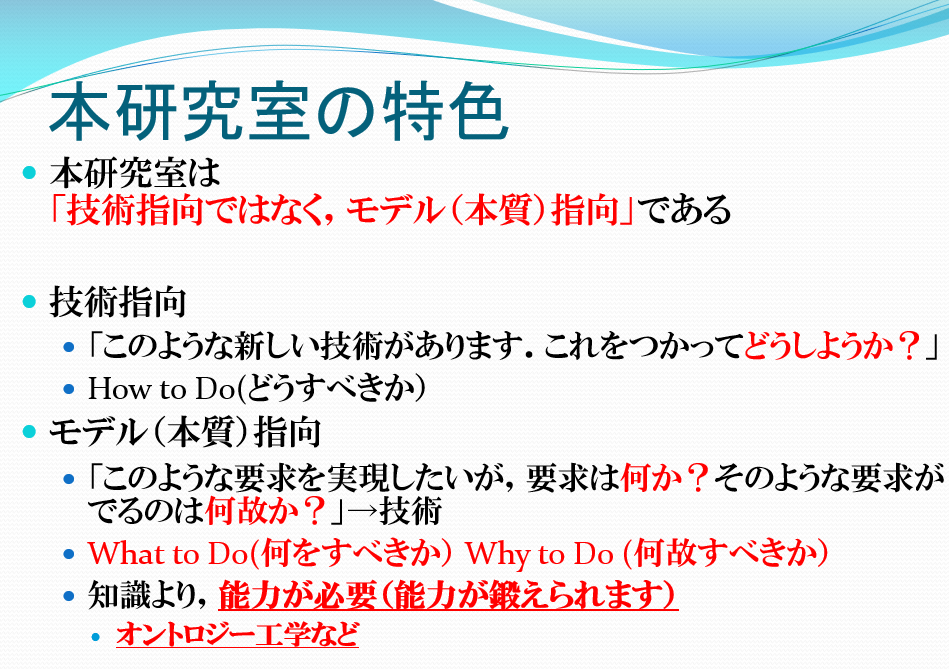 本研究室の特色
本研究室は
「技術指向ではなく，モデル（本質）指向」である
技術指向
「このような新しい技術があります．これをつかってどうしようか？」
How to Do(どうすべきか）
モデル（本質）指向
「このような要求を実現したいが，要求は何か？そのような要求が
でるのは何故か？」→技術
What to Do(何をすべきか） Why to Do (何故すべきか）
知識より，能力が必要（能力が鍛えられます）
オントロジー工学など